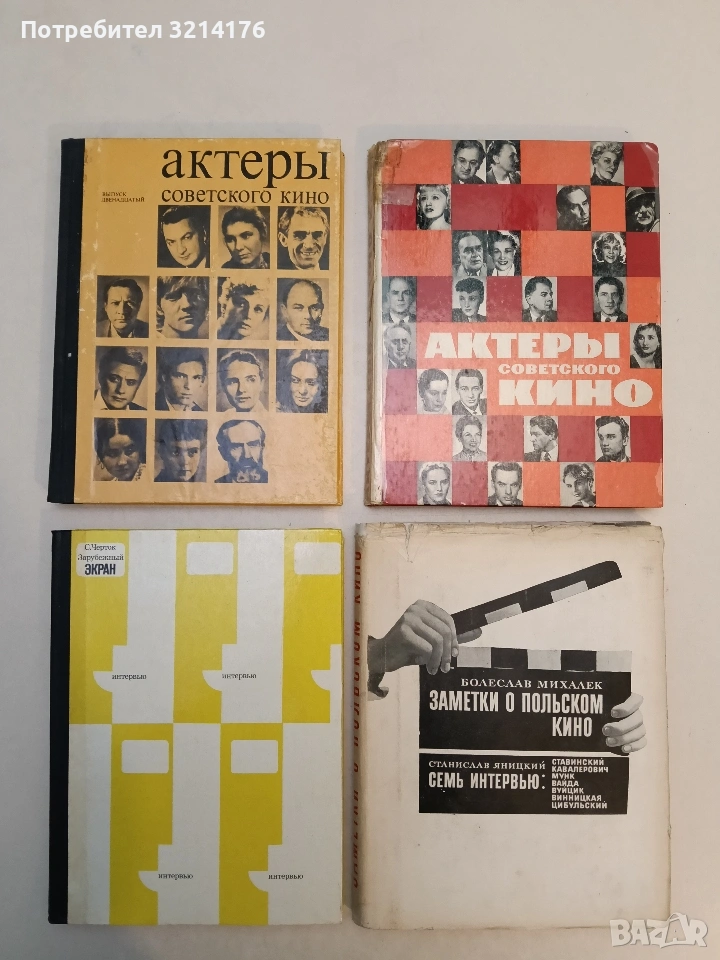 Потребител 3214176
актеры
ВЫПУСК
ДВЕНАДЦАТЫЙ
советского кино
АКТЕРЫ
СОВЕТСКОГО
КИНО
С. Черток
Зарубежный
ЭКРАН
интервью
интервью
интервью
интервью
ЗАМЕТКИ О ПОЛЬСКОМ КИНО
БОЛЕСЛАВ МИХАЛЕК
ЗАМЕТКИ О ПОЛЬСКОМ
КИНО
СТАНИСЛАВ ЯНИЦКИЙ
СЕМЬ ИНТЕРВЬЮ:
СТАВИНСКИЙ
КАВАЛЕРОВИЧ
МУНК
ВАЙДА
ВУЙЦИК
ВИННИЦКАЯ
ЦИБУЛЬСКИЙ
BAZAR